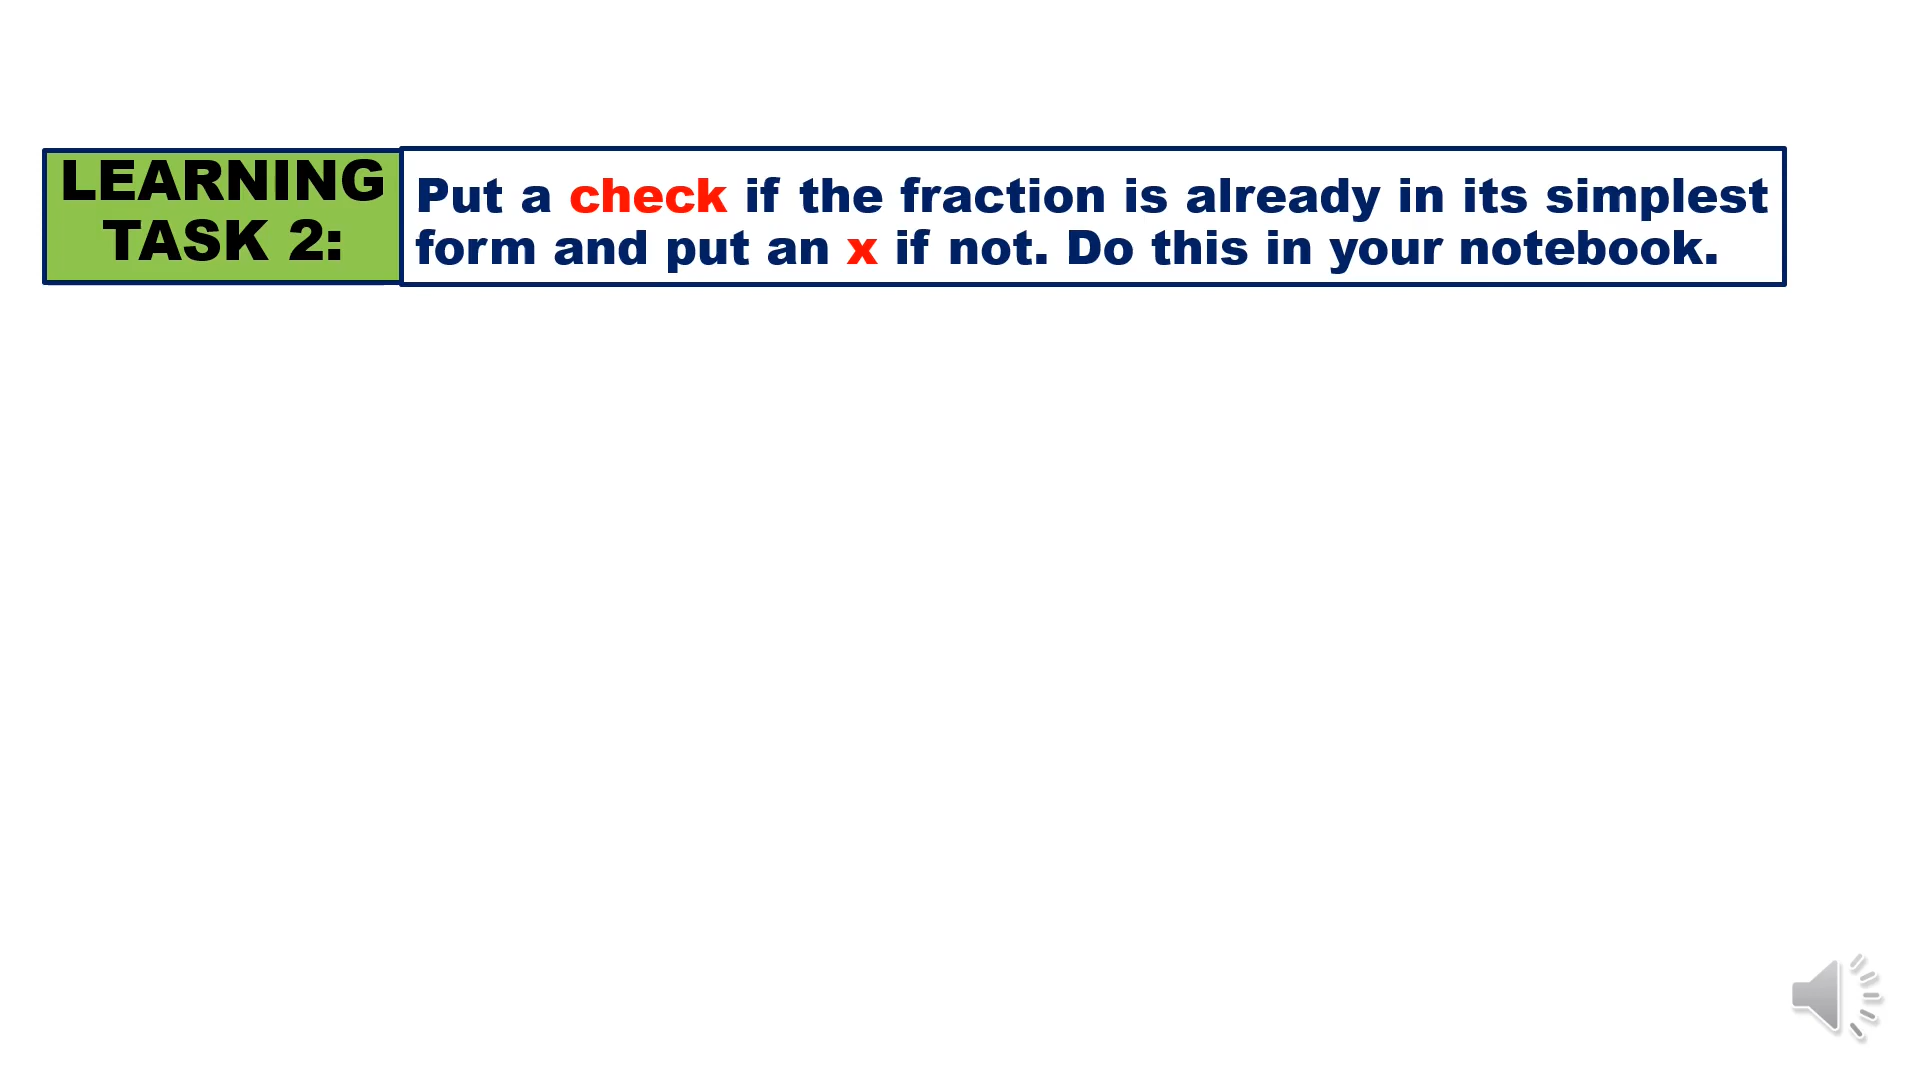 LEARNING
TASK 2:
Put a check if the fraction is already in its simplest
form and put an x if not. Do this in your notebook.